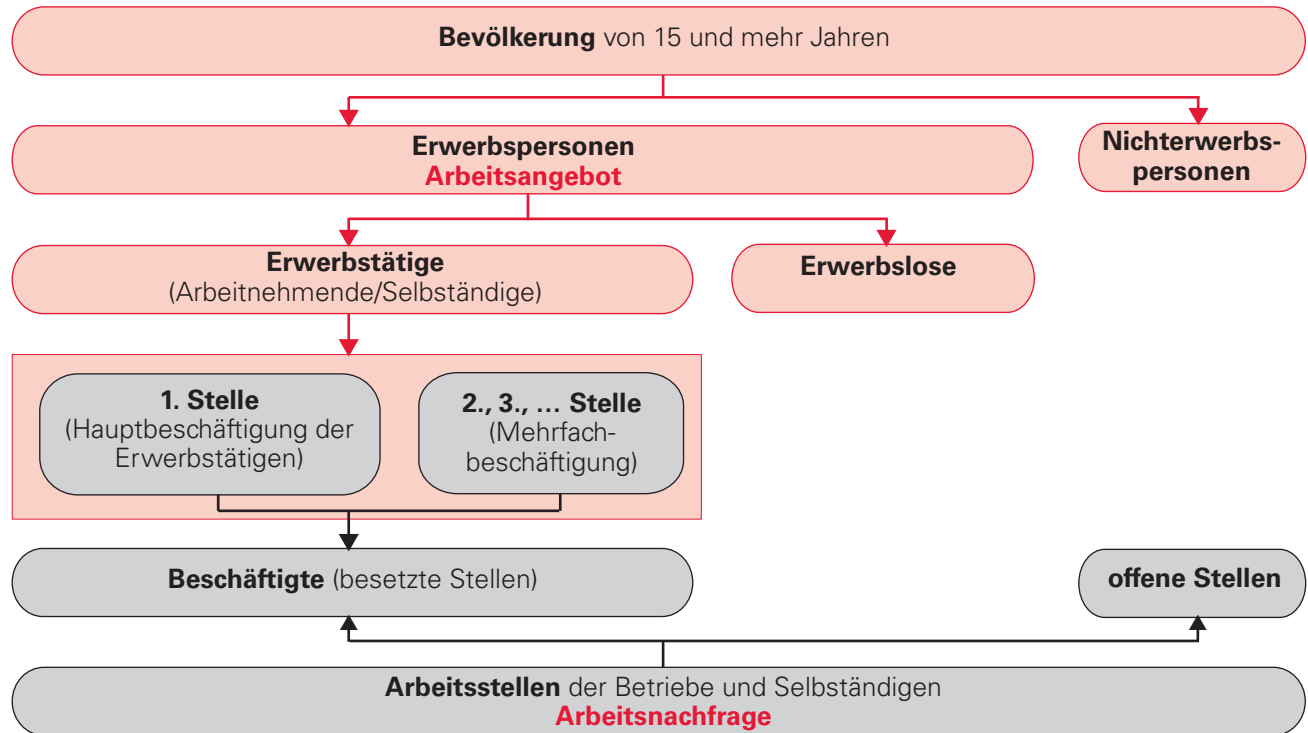 Bevölkerung von 15 und mehr Jahren
Erwerbspersonen
Arbeitsangebot
Nichterwerbs-
personen
Erwerbstätige
(Arbeitnehmende/Selbständige)
Erwerbslose
1. Stelle
(Hauptbeschäftigung der
Erwerbstätigen)
2., 3., … Stelle
(Mehrfach-
beschäftigung)
Beschäftigte (besetzte Stellen)
offene Stellen
Arbeitsstellen der Betriebe und Selbständigen
Arbeitsnachfrage